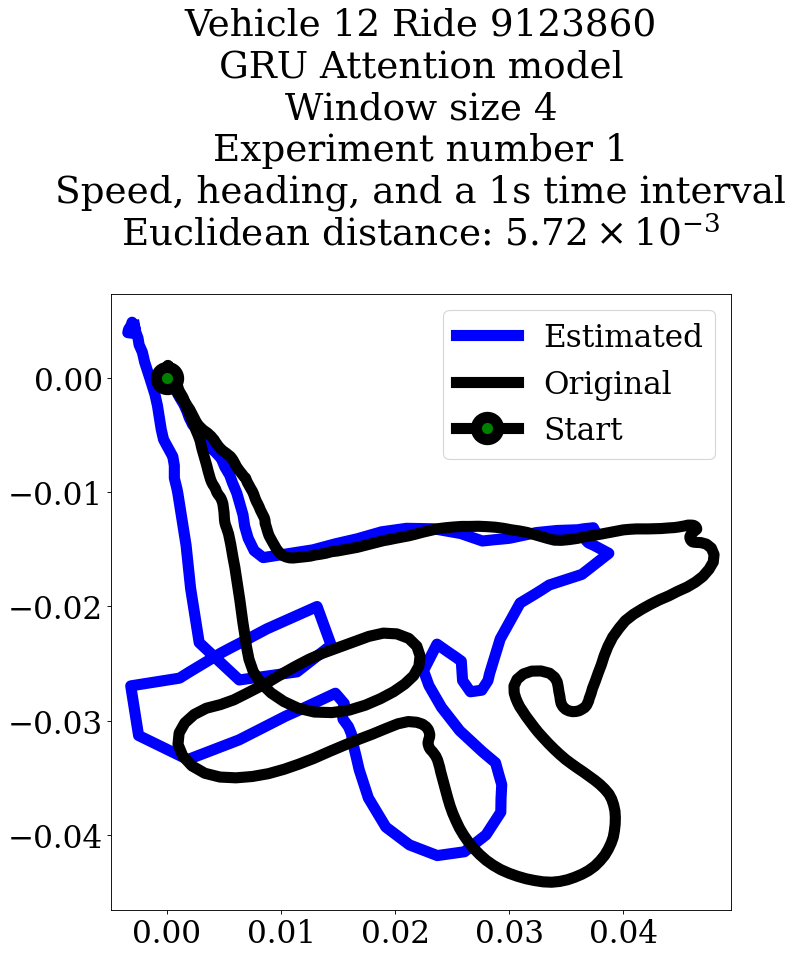 Vehicle 12 Ride 9123860
GRU Attention model
Window size 4
Experiment number 1
Speed, heading, and a 1s time interval
Euclidean distance: 5.72 × 10⁻³
Estimated
Original
Start
0.00
−0.01
−0.02
−0.03
−0.04
0.00 0.01 0.02 0.03 0.04